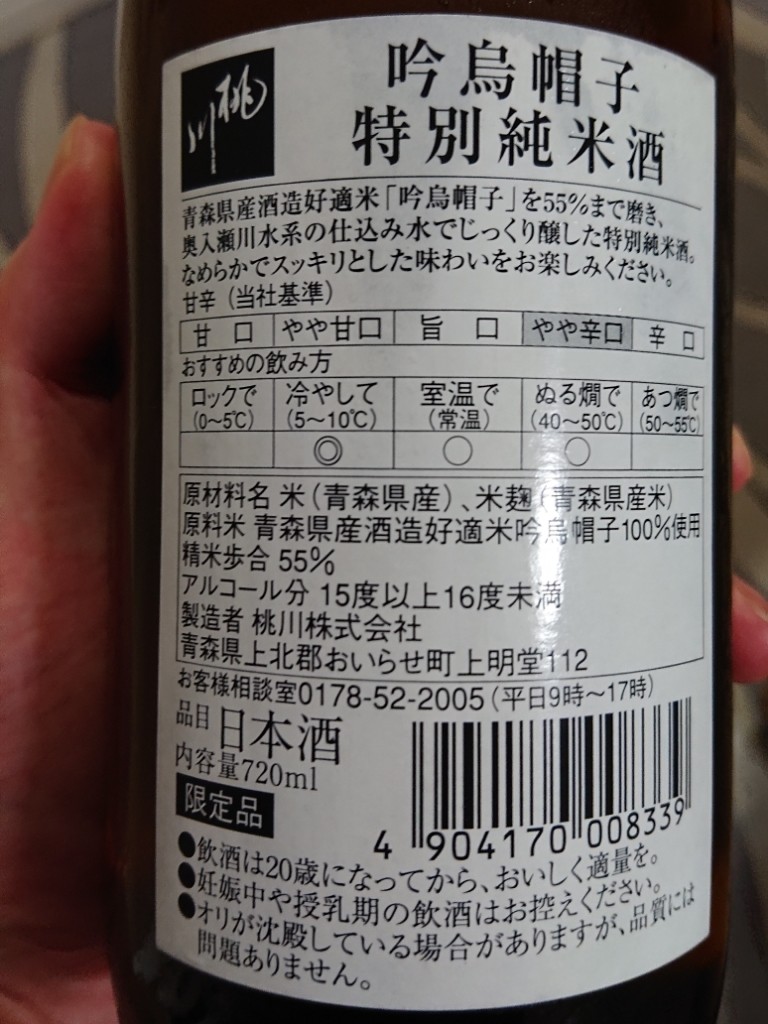 桃川
吟烏帽子
特別純米酒
青森県産酒造好適米「吟烏帽子」を55%まで磨き、
奥入瀬川水系の仕込み水でじっくり醸した特別純米酒。
なめらかでスッキリとした味わいをお楽しみください。
甘辛（当社基準）
甘口 やや甘口 旨口 やや辛口 辛口
おすすめの飲み方
ロックで 冷やして 室温で ぬる燗で あつ燗で
(0〜5℃) (5〜10℃) (常温) (40〜50℃) (50〜55℃)
◎ ○ ○
原材料名 米（青森県産）、米麹（青森県産米）
原料米 青森県産酒造好適米吟烏帽子100%使用
精米歩合 55%
アルコール分 15度以上16度未満
製造者 桃川株式会社
青森県上北郡おいらせ町上明堂112
お客様相談室0178-52-2005（平日9時〜17時）
品目 日本酒
内容量720ml
限定品
4 904170 008339
●飲酒は20歳になってから、おいしく適量を。
●妊娠中や授乳期の飲酒はお控えください。
●オリが沈殿している場合がありますが、品質には
問題ありません。